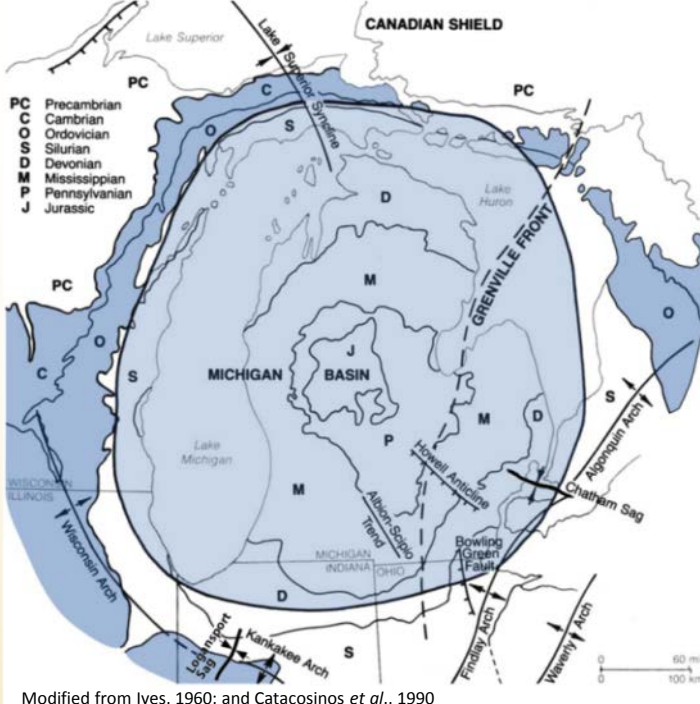 CANADIAN SHIELD
Lake Superior
Lake Superior Syncline
PC
PC
PC Precambrian
C Cambrian
O Ordovician
S Silurian
D Devonian
M Mississippian
P Pennsylvanian
J Jurassic
C
O
S
D
Lake
Huron
GRENVILLE FRONT
PC
M
O
O
C
S
J
MICHIGAN BASIN
S
M
D
P
Algonquin Arch
Lake
Michigan
Howell Anticline
M
Chatham Sag
WISCONSIN
ILLINOIS
Albion-Scipio
Trend
Wisconsin Arch
Bowling
Green
Fault
MICHIGAN
INDIANA
OHIO
D
Logansport
Sag
Kankakee Arch
S
Findlay Arch
Waverly Arch
0 60 mi
0 100 km
Modified from Ives, 1960; and Catacosinos et al., 1990